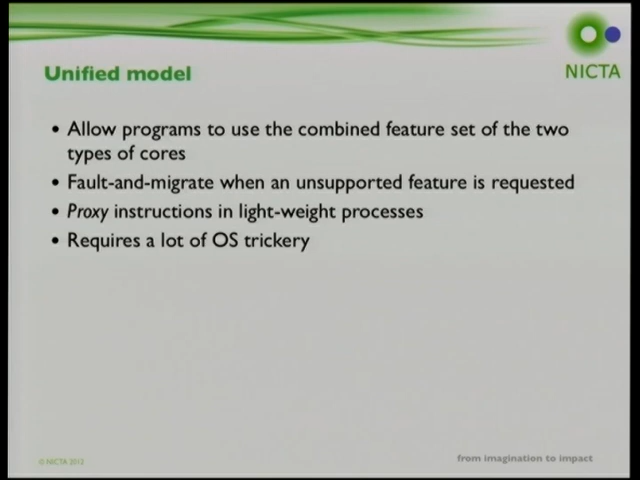 NICTA
Unified model
• Allow programs to use the combined feature set of the two
types of cores
• Fault-and-migrate when an unsupported feature is requested
• Proxy instructions in light-weight processes
• Requires a lot of OS trickery
© NICTA 2012
from imagination to impact